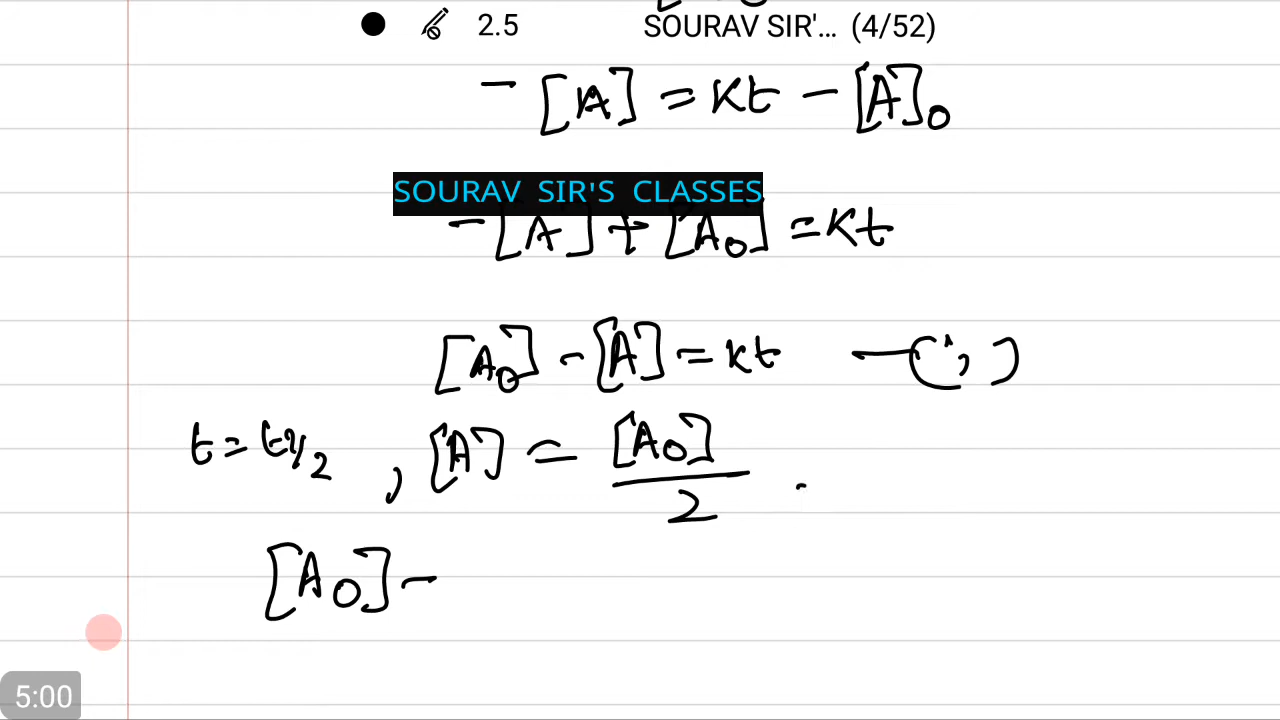 2.5 SOURAV SIR'S... (4/52)
- [A] = Kt - [A]₀
SOURAV SIR'S CLASSES
- [A] + [A₀] = Kt
[A₀] - [A] = Kt —(i)
t = t½ , [A] = [A₀]/2
[A₀] -
5:00